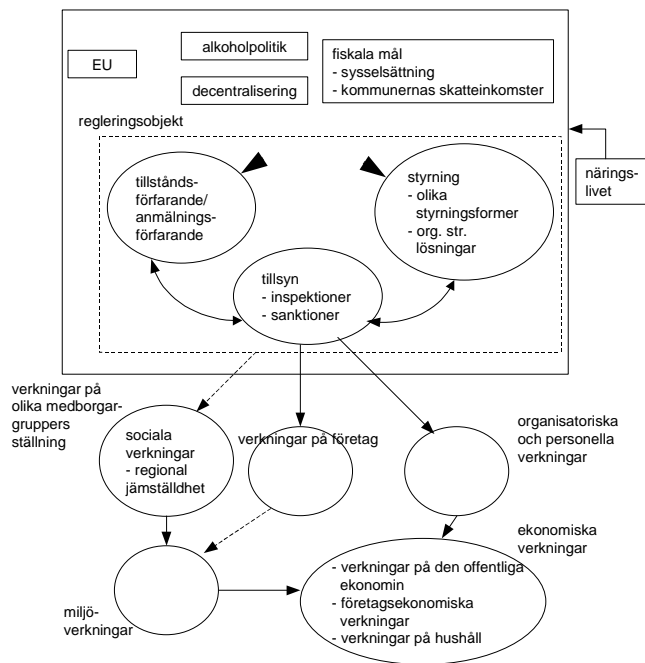 EU
alkoholpolitik
decentralisering
fiskala mål
- sysselsättning
- kommunernas skatteinkomster
regleringsobjekt
tillstånds-
förfarande/
anmälnings-
förfarande
styrning
- olika
styrningsformer
- org. str.
lösningar
tillsyn
- inspektioner
- sanktioner
närings-
livet
verkningar på
olika medborgar-
gruppers
ställning
sociala
verkningar
- regional
jämställdhet
verkningar på företag
organisatoriska
och personella
verkningar
ekonomiska
verkningar
miljö-
verkningar
- verkningar på den offentliga
ekonomin
- företagsekonomiska
verkningar
- verkningar på hushåll